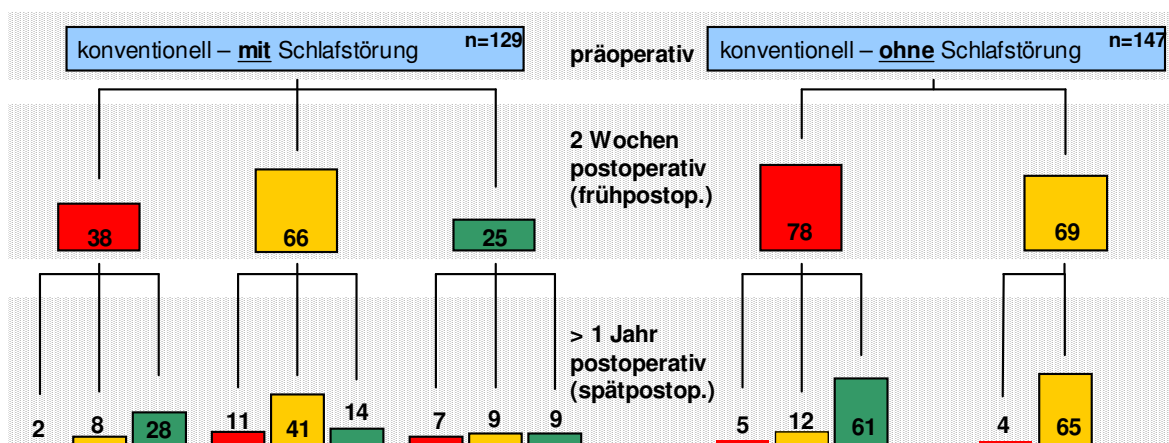 konventionell – mit Schlafstörung n=129
präoperativ
konventionell – ohne Schlafstörung n=147
2 Wochen
postoperativ
(frühpostop.)
38 66 25 78 69
> 1 Jahr
postoperativ
(spätpostop.)
2 8 28 11 41 14 7 9 9 5 12 61 4 65